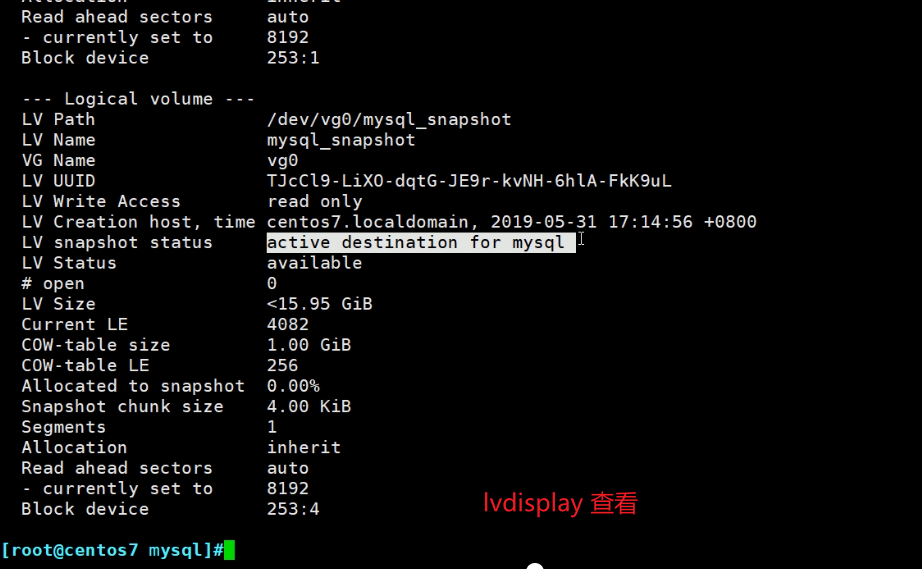 Allocation inherit
Read ahead sectors auto
- currently set to 8192
Block device 253:1
--- Logical volume ---
LV Path /dev/vg0/mysql_snapshot
LV Name mysql_snapshot
VG Name vg0
LV UUID TJcCl9-LiXO-dqtG-JE9r-kvNH-6hlA-FkK9uL
LV Write Access read only
LV Creation host, time centos7.localdomain, 2019-05-31 17:14:56 +0800
LV snapshot status active destination for mysql
LV Status available
# open 0
LV Size <15.95 GiB
Current LE 4082
COW-table size 1.00 GiB
COW-table LE 256
Allocated to snapshot 0.00%
Snapshot chunk size 4.00 KiB
Segments 1
Allocation inherit
Read ahead sectors auto
- currently set to 8192
Block device 253:4
lvdisplay 查看
[root@centos7 mysql]#